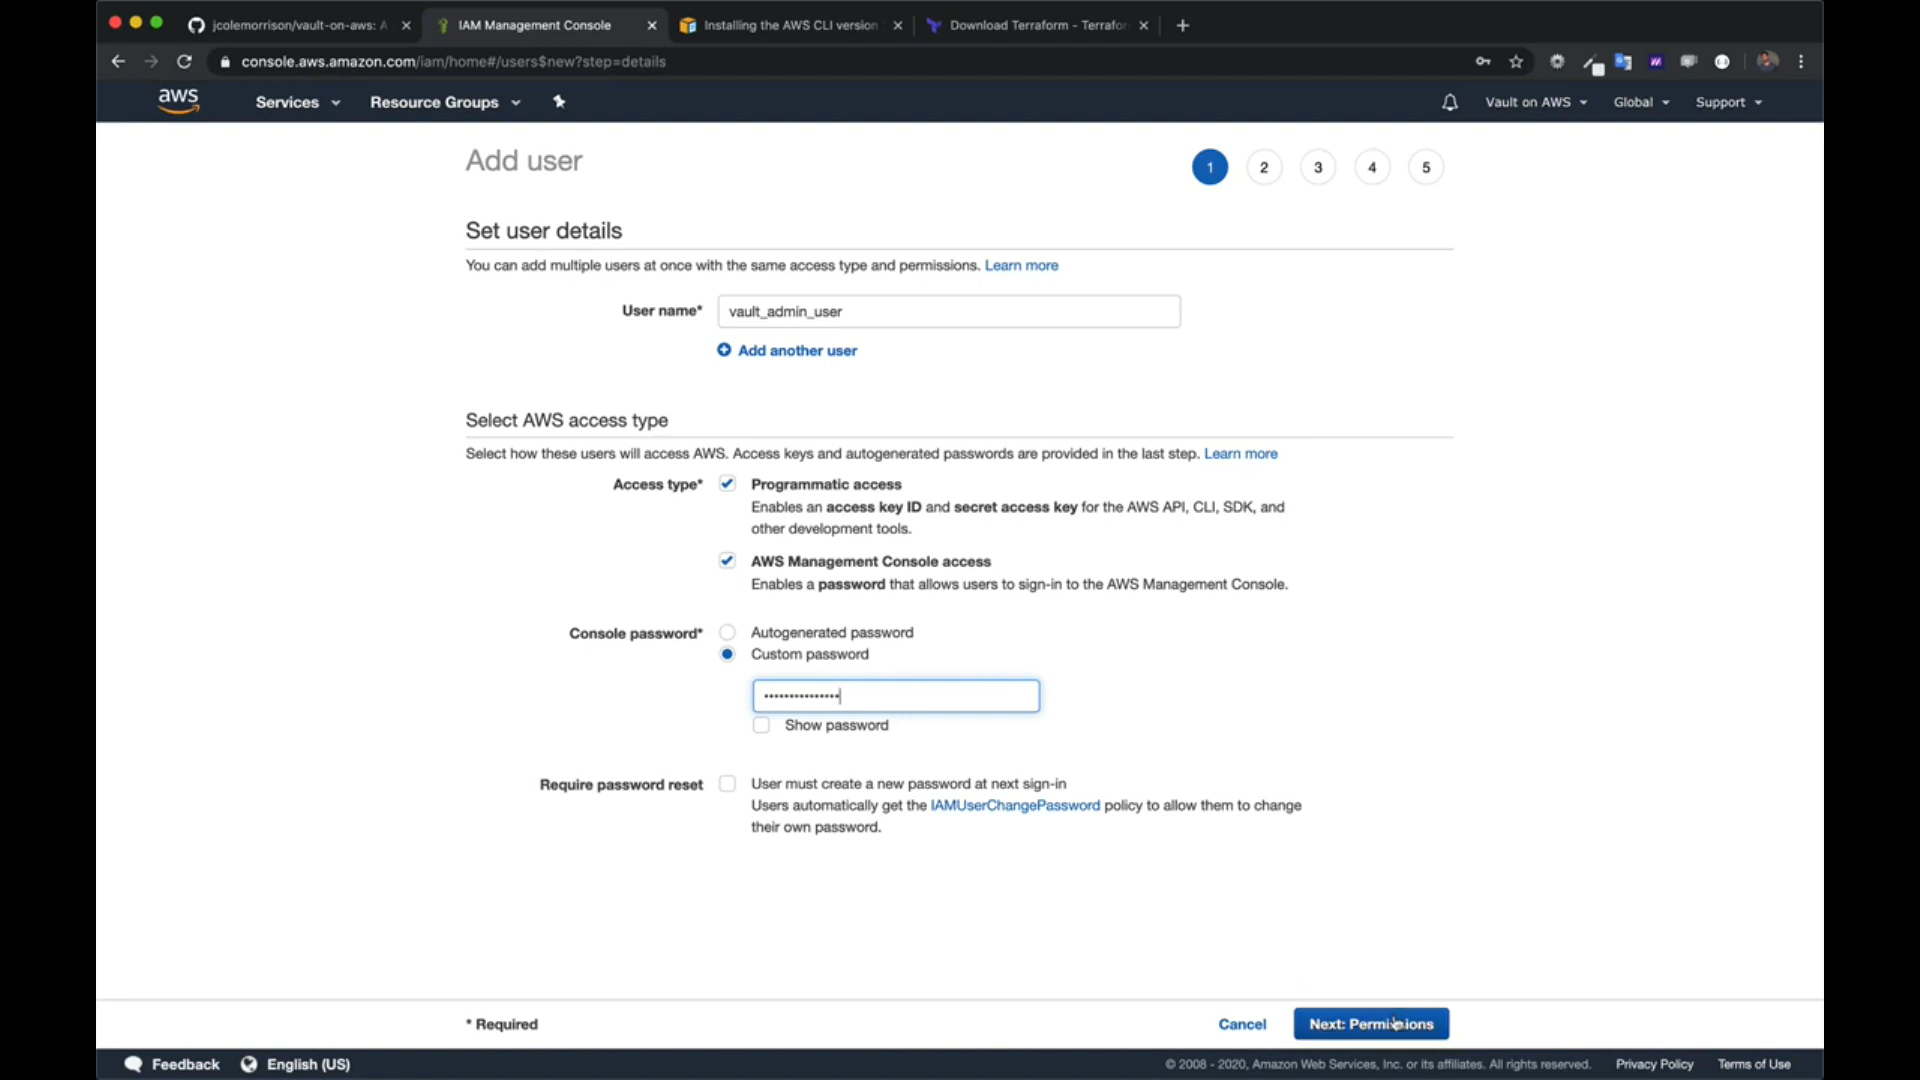 jcolemorrison/vault-on-aws: A
IAM Management Console
Installing the AWS CLI version
Download Terraform - Terrafor
console.aws.amazon.com/iam/home#/users$new?step=details
aws
Services
Resource Groups
Vault on AWS
Global
Support
Add user
1
2
3
4
5
Set user details
You can add multiple users at once with the same access type and permissions. Learn more
User name*
vault_admin_user
Add another user
Select AWS access type
Select how these users will access AWS. Access keys and autogenerated passwords are provided in the last step. Learn more
Access type*
Programmatic access
Enables an access key ID and secret access key for the AWS API, CLI, SDK, and
other development tools.
AWS Management Console access
Enables a password that allows users to sign-in to the AWS Management Console.
Console password*
Autogenerated password
Custom password
Show password
Require password reset
User must create a new password at next sign-in
Users automatically get the IAMUserChangePassword policy to allow them to change
their own password.
* Required
Cancel
Next: Permissions
Feedback
English (US)
© 2008 - 2020, Amazon Web Services, Inc. or its affiliates. All rights reserved.
Privacy Policy
Terms of Use